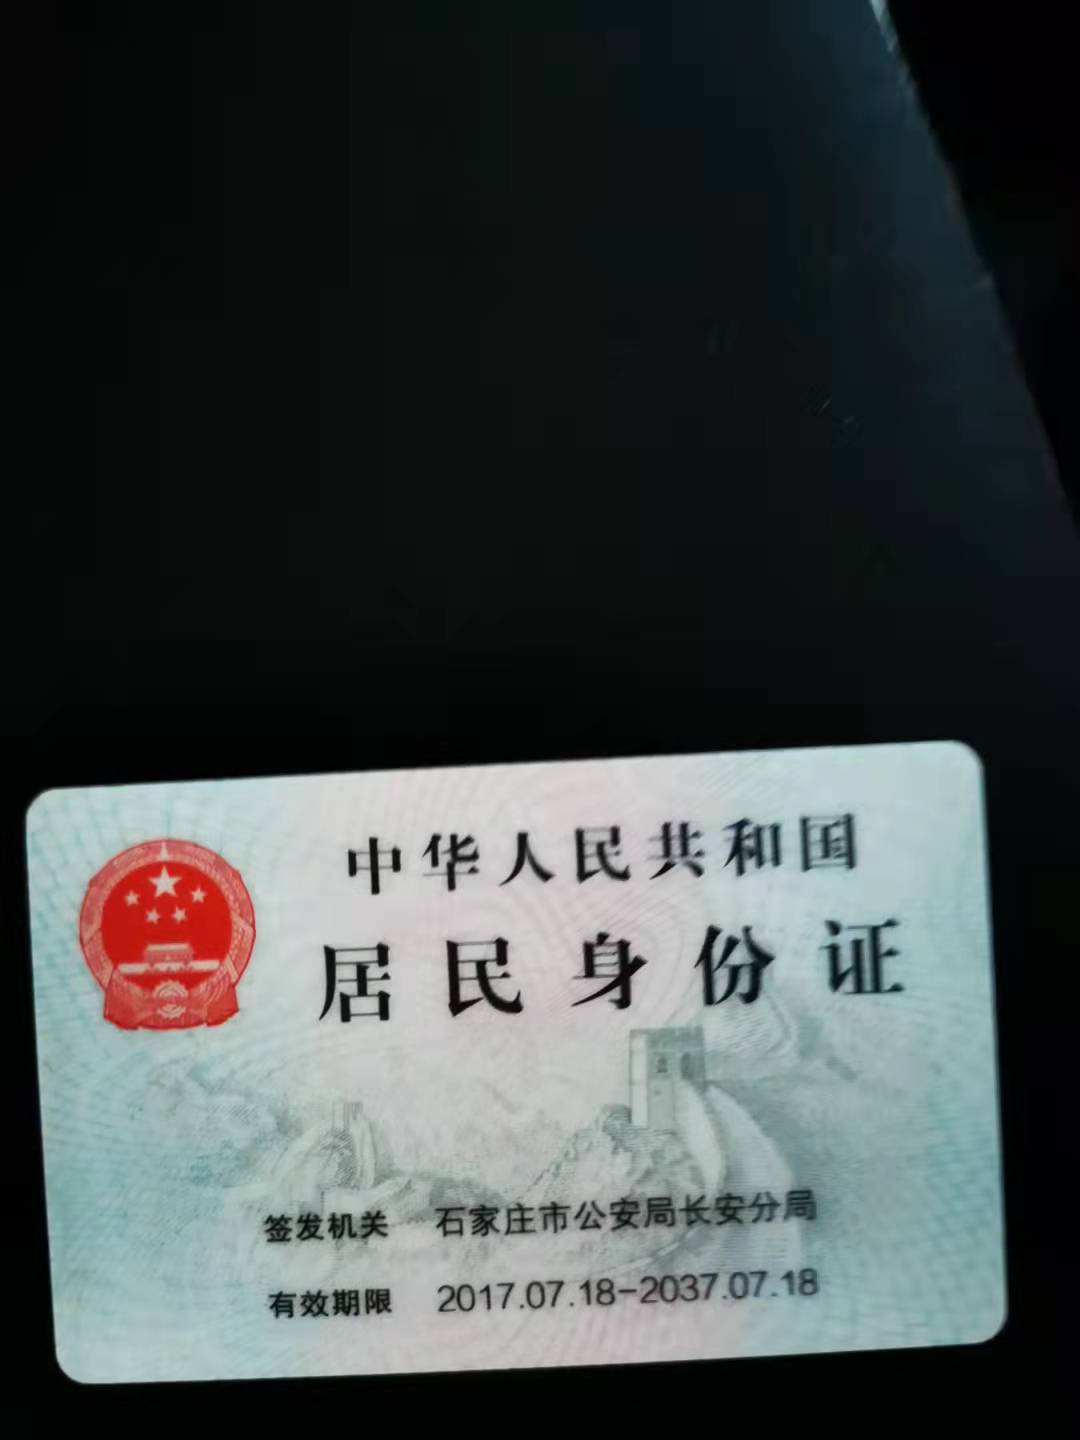 中华人民共和国
居民身份证
签发机关 石家庄市公安局长安分局
有效期限 2017.07.18-2037.07.18